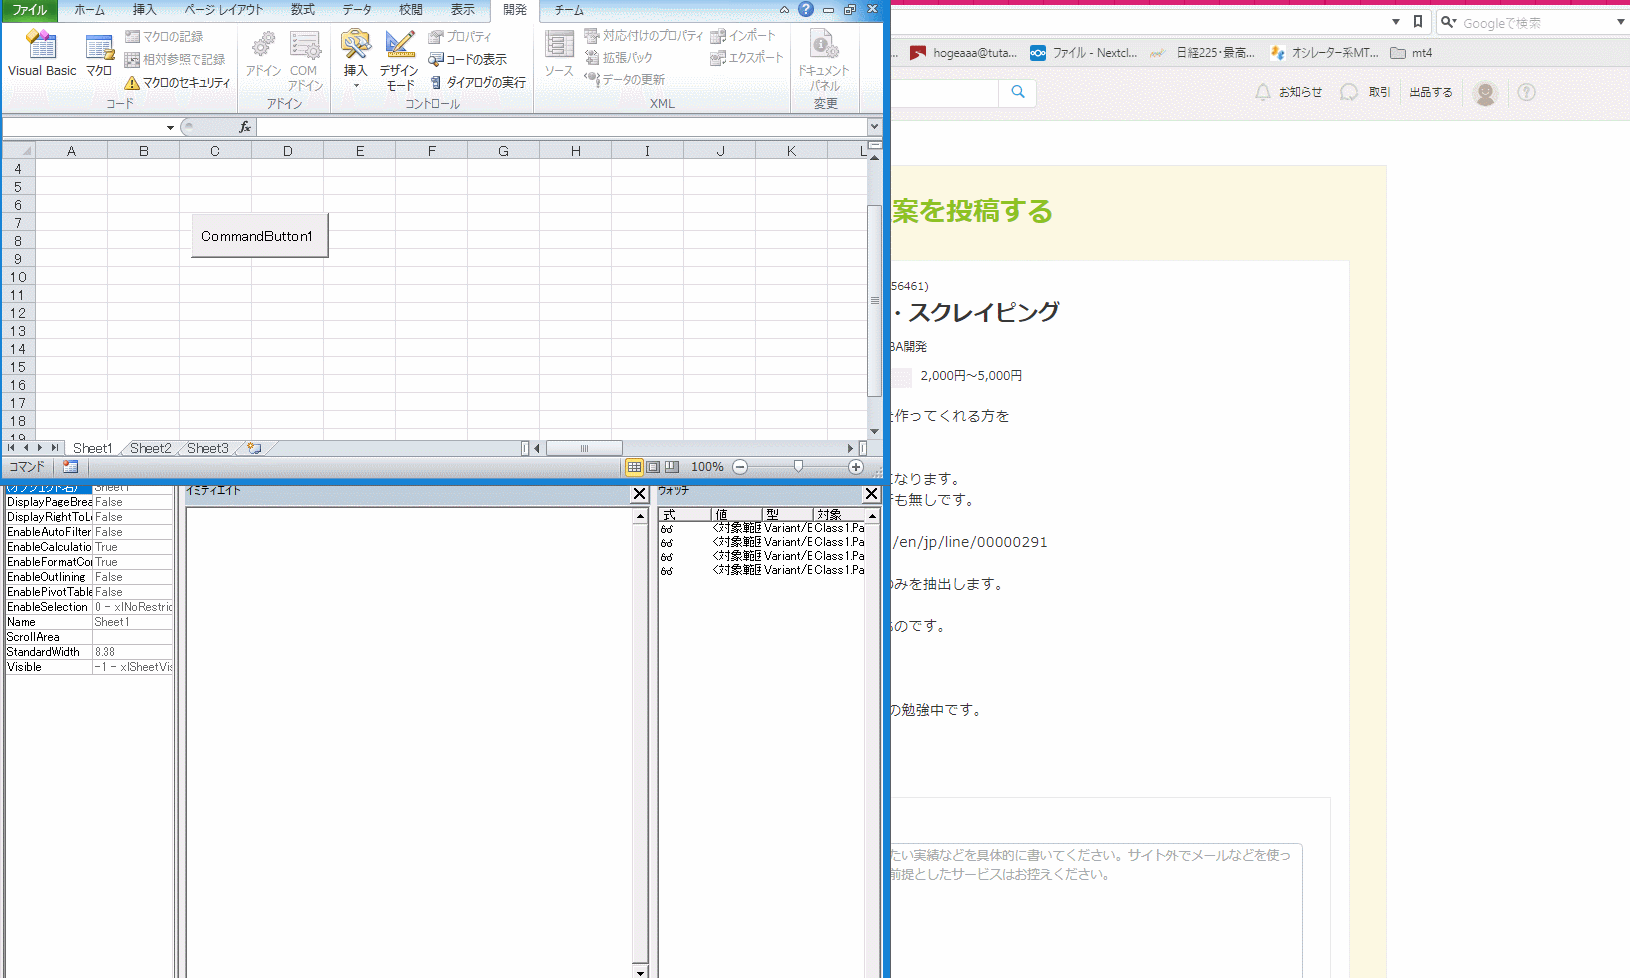 ファイル ホーム 挿入 ページ レイアウト 数式 データ 校閲 表示 開発 チーム
Visual Basic
マクロ
マクロの記録
相対参照で記録
マクロのセキュリティ
コード
アドイン
COM
アドイン
アドイン
挿入
デザイン
モード
プロパティ
コードの表示
ダイアログの実行
コントロール
ソース
対応付けのプロパティ
拡張パック
データの更新
インポート
エクスポート
XML
ドキュメント
パネル
変更
fx
A B C D E F G H I J K L
4
5
6
7
8
9
10
11
12
13
14
15
16
17
18
19
CommandButton1
Sheet1 Sheet2 Sheet3
コマンド
100%
(オブジェクト名) Sheet1
DisplayPageBrea False
DisplayRightToLe False
EnableAutoFilter False
EnableCalculatio True
EnableFormatCon True
EnableOutlining False
EnablePivotTable False
EnableSelection 0 - xlNoRestric
Name Sheet1
ScrollArea
StandardWidth 8.38
Visible -1 - xlSheetVis
イミディエイト
ウォッチ
式 値 型 対象
<対象範囲 Variant/E Class1.Pa
<対象範囲 Variant/E Class1.Pa
<対象範囲 Variant/E Class1.Pa
<対象範囲 Variant/E Class1.Pa
Googleで検索
... hogeaaa@tuta... ファイル - Nextcl... 日経225・最高... オシレーター系MT... mt4
お知らせ 取引 出品する
案を投稿する
56461)
・スクレイピング
BA開発
2,000円～5,000円
を作ってくれる方を
になります。
等も無しです。
/en/jp/line/00000291
のみを抽出します。
るのです。
の勉強中です。
たい実績などを具体的に書いてください。サイト外でメールなどを使っ
前提としたサービスはお控えください。